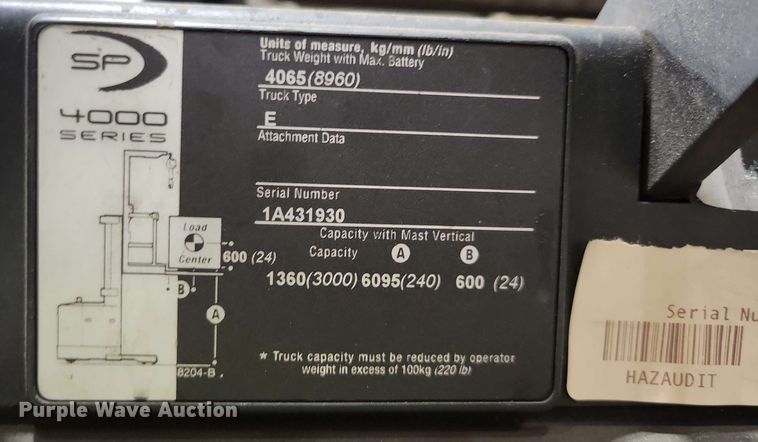 SP
4000
SERIES
Units of measure, kg/mm (lb/in)
Truck Weight with Max. Battery
4065(8960)
Truck Type
E
Attachment Data
Serial Number
1A431930
Capacity with Mast Vertical
Capacity A B
1360(3000) 6095(240) 600 (24)
Load
Center
600 (24)
B
A
8204-B
* Truck capacity must be reduced by operator
weight in excess of 100kg (220 lb)
Serial Nu
HAZAUDIT
Purple Wave Auction